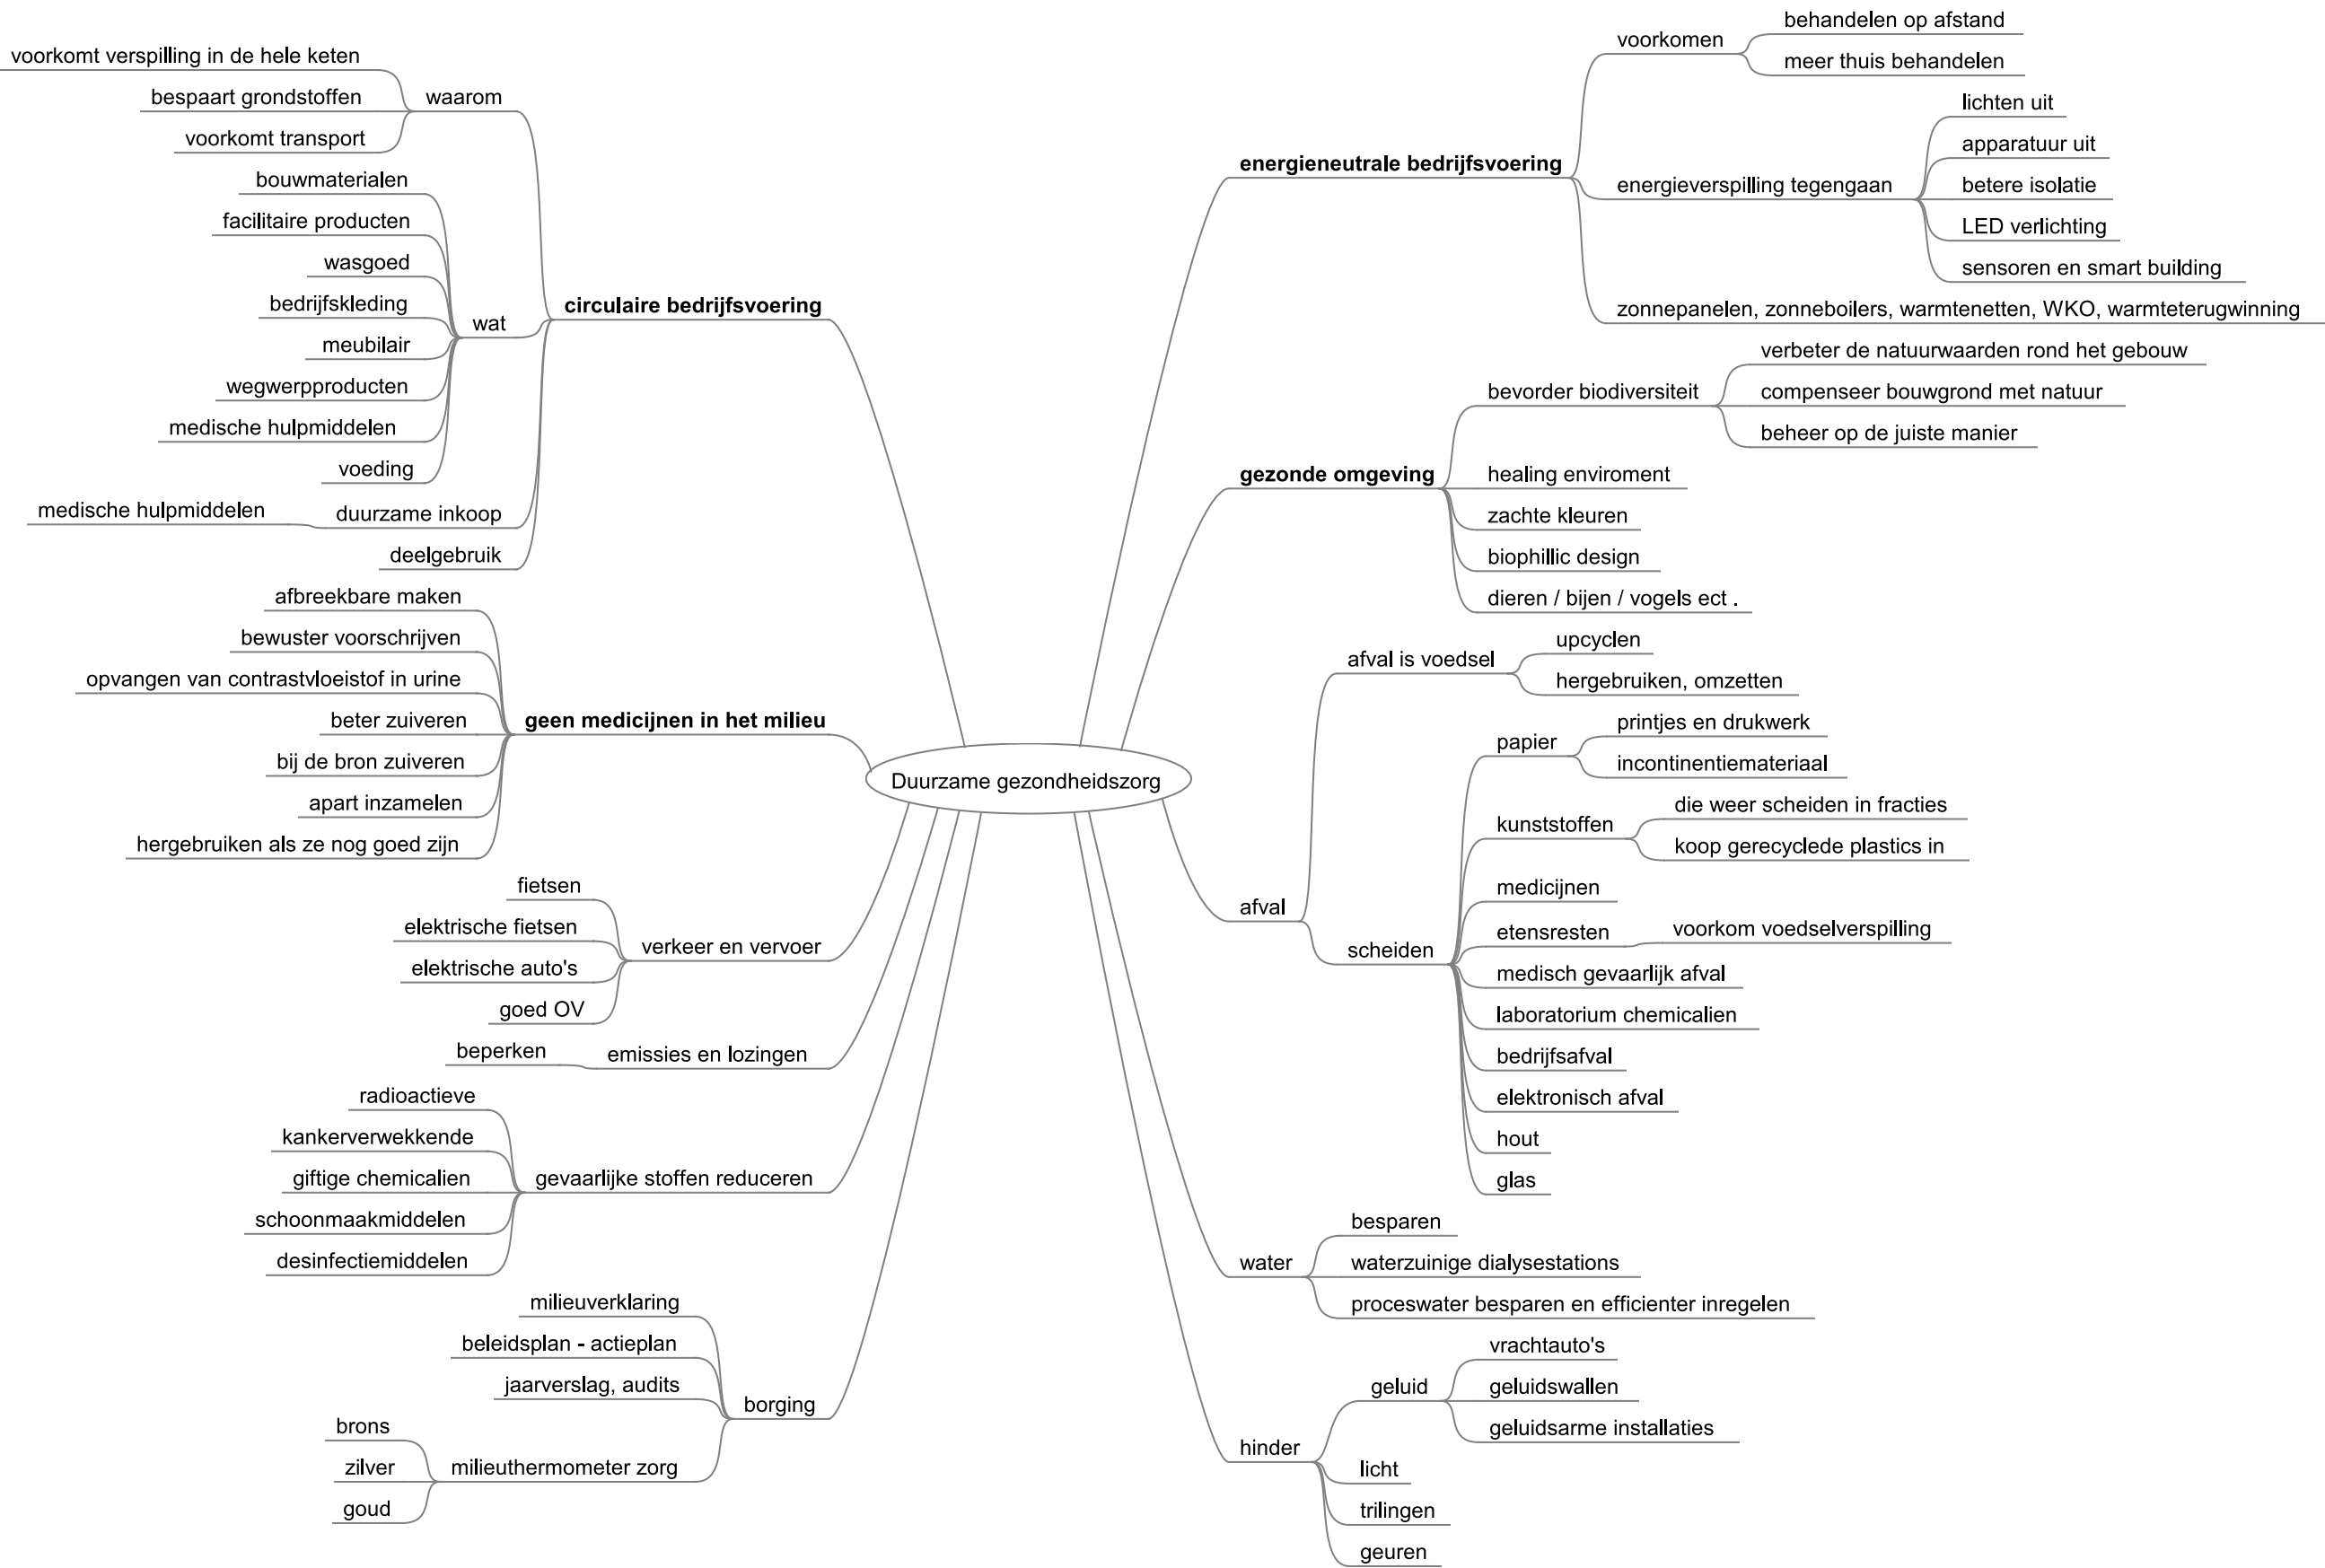 Duurzame gezondheidszorg
energieneutrale bedrijfsvoering
voorkomen
behandelen op afstand
meer thuis behandelen
energieverspilling tegengaan
lichten uit
apparatuur uit
betere isolatie
LED verlichting
sensoren en smart building
zonnepanelen, zonneboilers, warmtenetten, WKO, warmteterugwinning
gezonde omgeving
bevorder biodiversiteit
verbeter de natuurwaarden rond het gebouw
compenseer bouwgrond met natuur
beheer op de juiste manier
healing enviroment
zachte kleuren
biophillic design
dieren / bijen / vogels ect .
afval
afval is voedsel
upcyclen
hergebruiken, omzetten
scheiden
papier
printjes en drukwerk
incontinentiemateriaal
kunststoffen
die weer scheiden in fracties
koop gerecyclede plastics in
medicijnen
etensresten
voorkom voedselverspilling
medisch gevaarlijk afval
laboratorium chemicalien
bedrijfsafval
elektronisch afval
hout
glas
water
besparen
waterzuinige dialysestations
proceswater besparen en efficienter inregelen
hinder
geluid
vrachtauto's
geluidswallen
geluidsarme installaties
licht
trilingen
geuren
circulaire bedrijfsvoering
waarom
voorkomt verspilling in de hele keten
bespaart grondstoffen
voorkomt transport
wat
bouwmaterialen
facilitaire producten
wasgoed
bedrijfskleding
meubilair
wegwerpproducten
medische hulpmiddelen
voeding
duurzame inkoop
medische hulpmiddelen
deelgebruik
geen medicijnen in het milieu
afbreekbare maken
bewuster voorschrijven
opvangen van contrastvloeistof in urine
beter zuiveren
bij de bron zuiveren
apart inzamelen
hergebruiken als ze nog goed zijn
verkeer en vervoer
fietsen
elektrische fietsen
elektrische auto's
goed OV
emissies en lozingen
beperken
gevaarlijke stoffen reduceren
radioactieve
kankerverwekkende
giftige chemicalien
schoonmaakmiddelen
desinfectiemiddelen
borging
milieuverklaring
beleidsplan - actieplan
jaarverslag, audits
milieuthermometer zorg
brons
zilver
goud